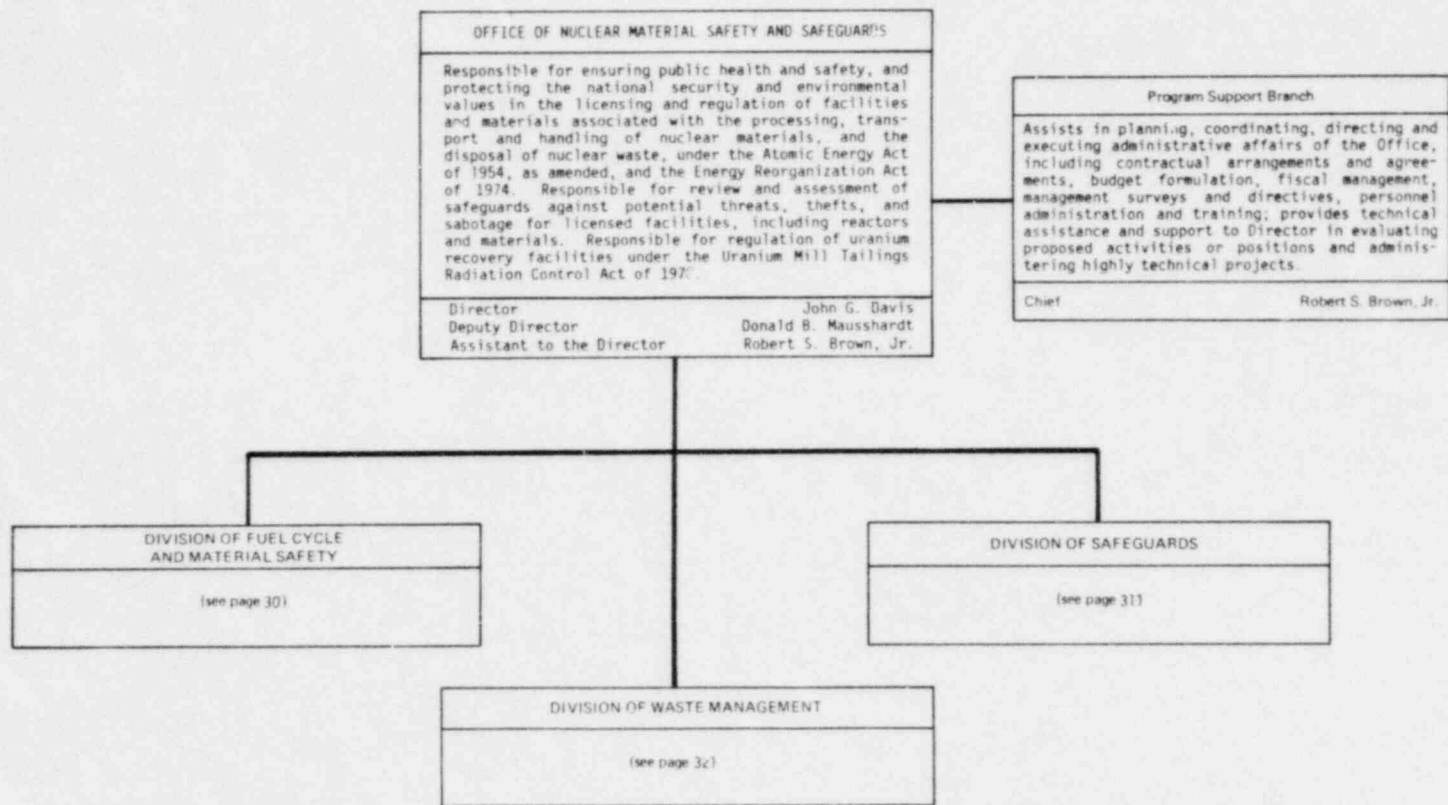 OFFICE OF NUCLEAR MATERIAL SAFETY AND SAFEGUARDS
Responsible for ensuring public health and safety, and
protecting the national security and environmental
values in the licensing and regulation of facilities
and materials associated with the processing, trans-
port and handling of nuclear materials, and the
disposal of nuclear waste, under the Atomic Energy Act
of 1954, as amended, and the Energy Reorganization Act
of 1974. Responsible for review and assessment of
safeguards against potential threats, thefts, and
sabotage for licensed facilities, including reactors
and materials. Responsible for regulation of uranium
recovery facilities under the Uranium Mill Tailings
Radiation Control Act of
Director John G. Davis
Deputy Director Donald B. Mausshardt
Assistant to the Director Robert S. Brown, Jr.
Program Support Branch
Assists in planning, coordinating, directing and
executing administrative affairs of the Office,
including contractual arrangements and agree-
ments, budget formulation, fiscal management,
management surveys and directives, personnel
administration and training; provides technical
assistance and support to Director in evaluating
proposed activities or positions and adminis-
tering highly technical projects.
Chief Robert S. Brown, Jr.
DIVISION OF FUEL CYCLE
AND MATERIAL SAFETY
(see page 30)
DIVISION OF SAFEGUARDS
(see page 31)
DIVISION OF WASTE MANAGEMENT
(see page 32)